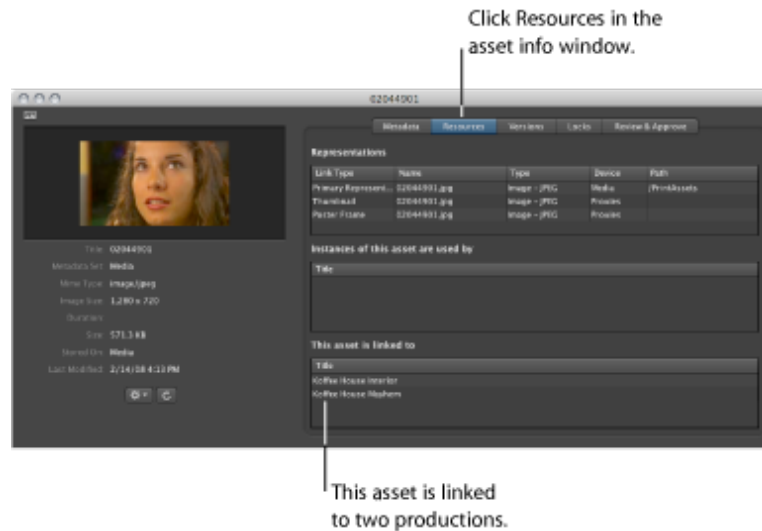 Click Resources in the
asset info window.
02044901
Metadata Resources Versions Locks Review & Approve
Representations
Link Type Name Type Device Path
Primary Represent... 02044901.jpg Image - JPEG Media /PrintAssets
Thumbnail 02044901.jpg Image - JPEG Proxies
Poster Frame 02044901.jpg Image - JPEG Proxies
Instances of this asset are used by
Title
This asset is linked to
Title
Koffee House Interior
Koffee House Mayhem
Title 02044901
Metadata Set Media
Mime Type image/jpeg
Image Size 1,280 x 720
Duration
Size 571.3 KB
Stored On Media
Last Modified 2/14/08 4:13 PM
This asset is linked
to two productions.